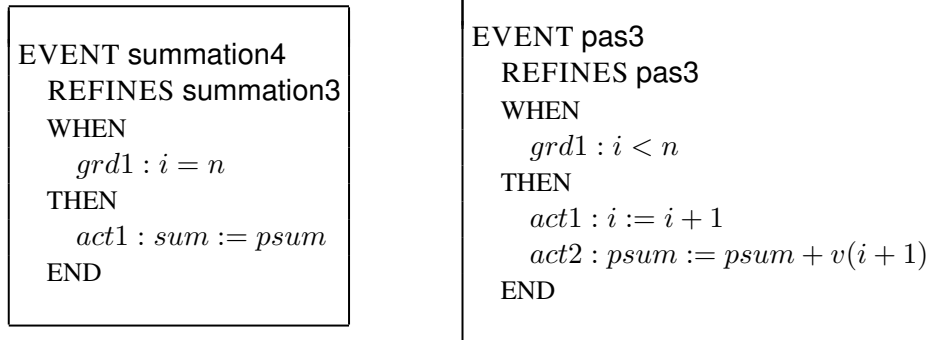 EVENT summation4
REFINES summation3
WHEN
grd1 : i = n
THEN
act1 : sum := psum
END
EVENT pas3
REFINES pas3
WHEN
grd1 : i < n
THEN
act1 : i := i + 1
act2 : psum := psum + v(i + 1)
END